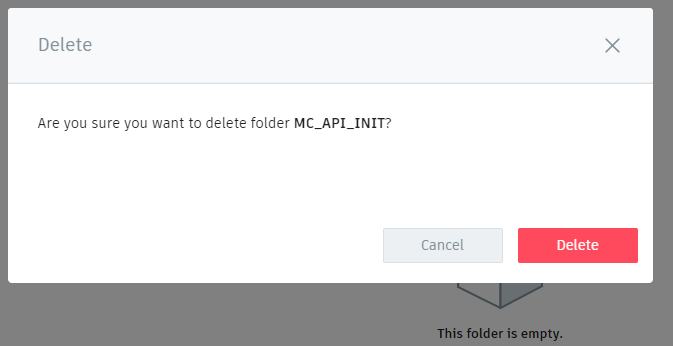 Delete
Are you sure you want to delete folder MC_API_INIT?
Cancel
Delete
This folder is empty.